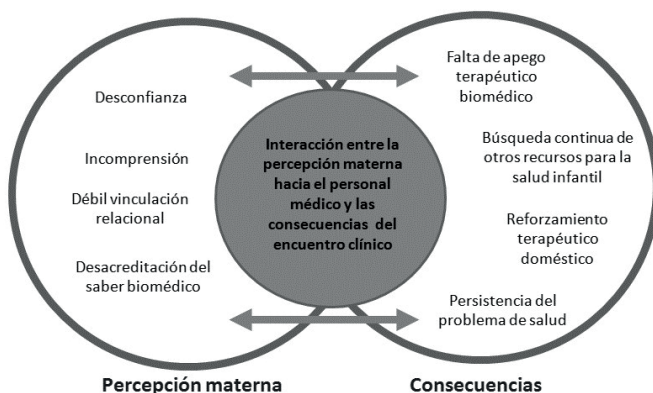 Desconfianza
Incomprensión
Débil vinculación
relacional
Desacreditación del
saber biomédico
Interacción entre la
percepción materna
hacia el personal
médico y las
consecuencias del
encuentro clínico
Falta de apego
terapéutico
biomédico
Búsqueda continua de
otros recursos para la
salud infantil
Reforzamiento
terapéutico
doméstico
Persistencia del
problema de salud
Percepción materna
Consecuencias